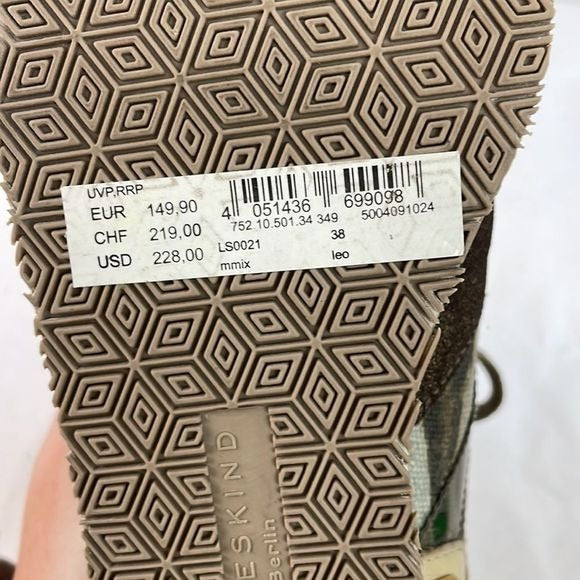 UVP,RRP
EUR 149,90
CHF 219,00
USD 228,00
4 051436 699098
752.10.501.34 349 5004091024
LS0021 38
mmix leo
ESKIND
Berlin